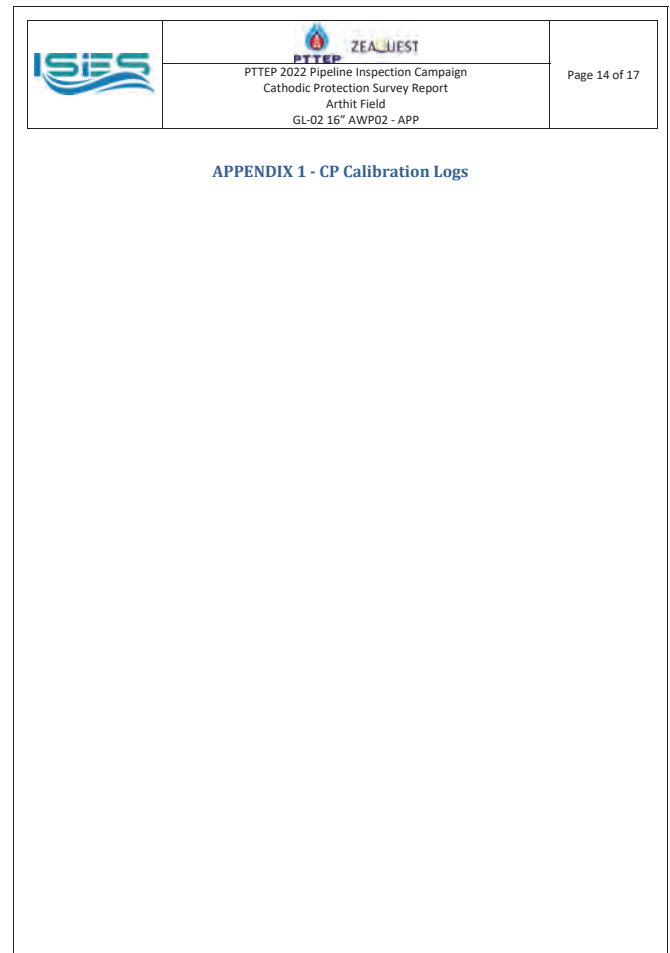 ISES
PTTEP
ZEAQUEST
PTTEP 2022 Pipeline Inspection Campaign
Cathodic Protection Survey Report
Arthit Field
GL-02 16” AWP02 - APP
Page 14 of 17
APPENDIX 1 - CP Calibration Logs